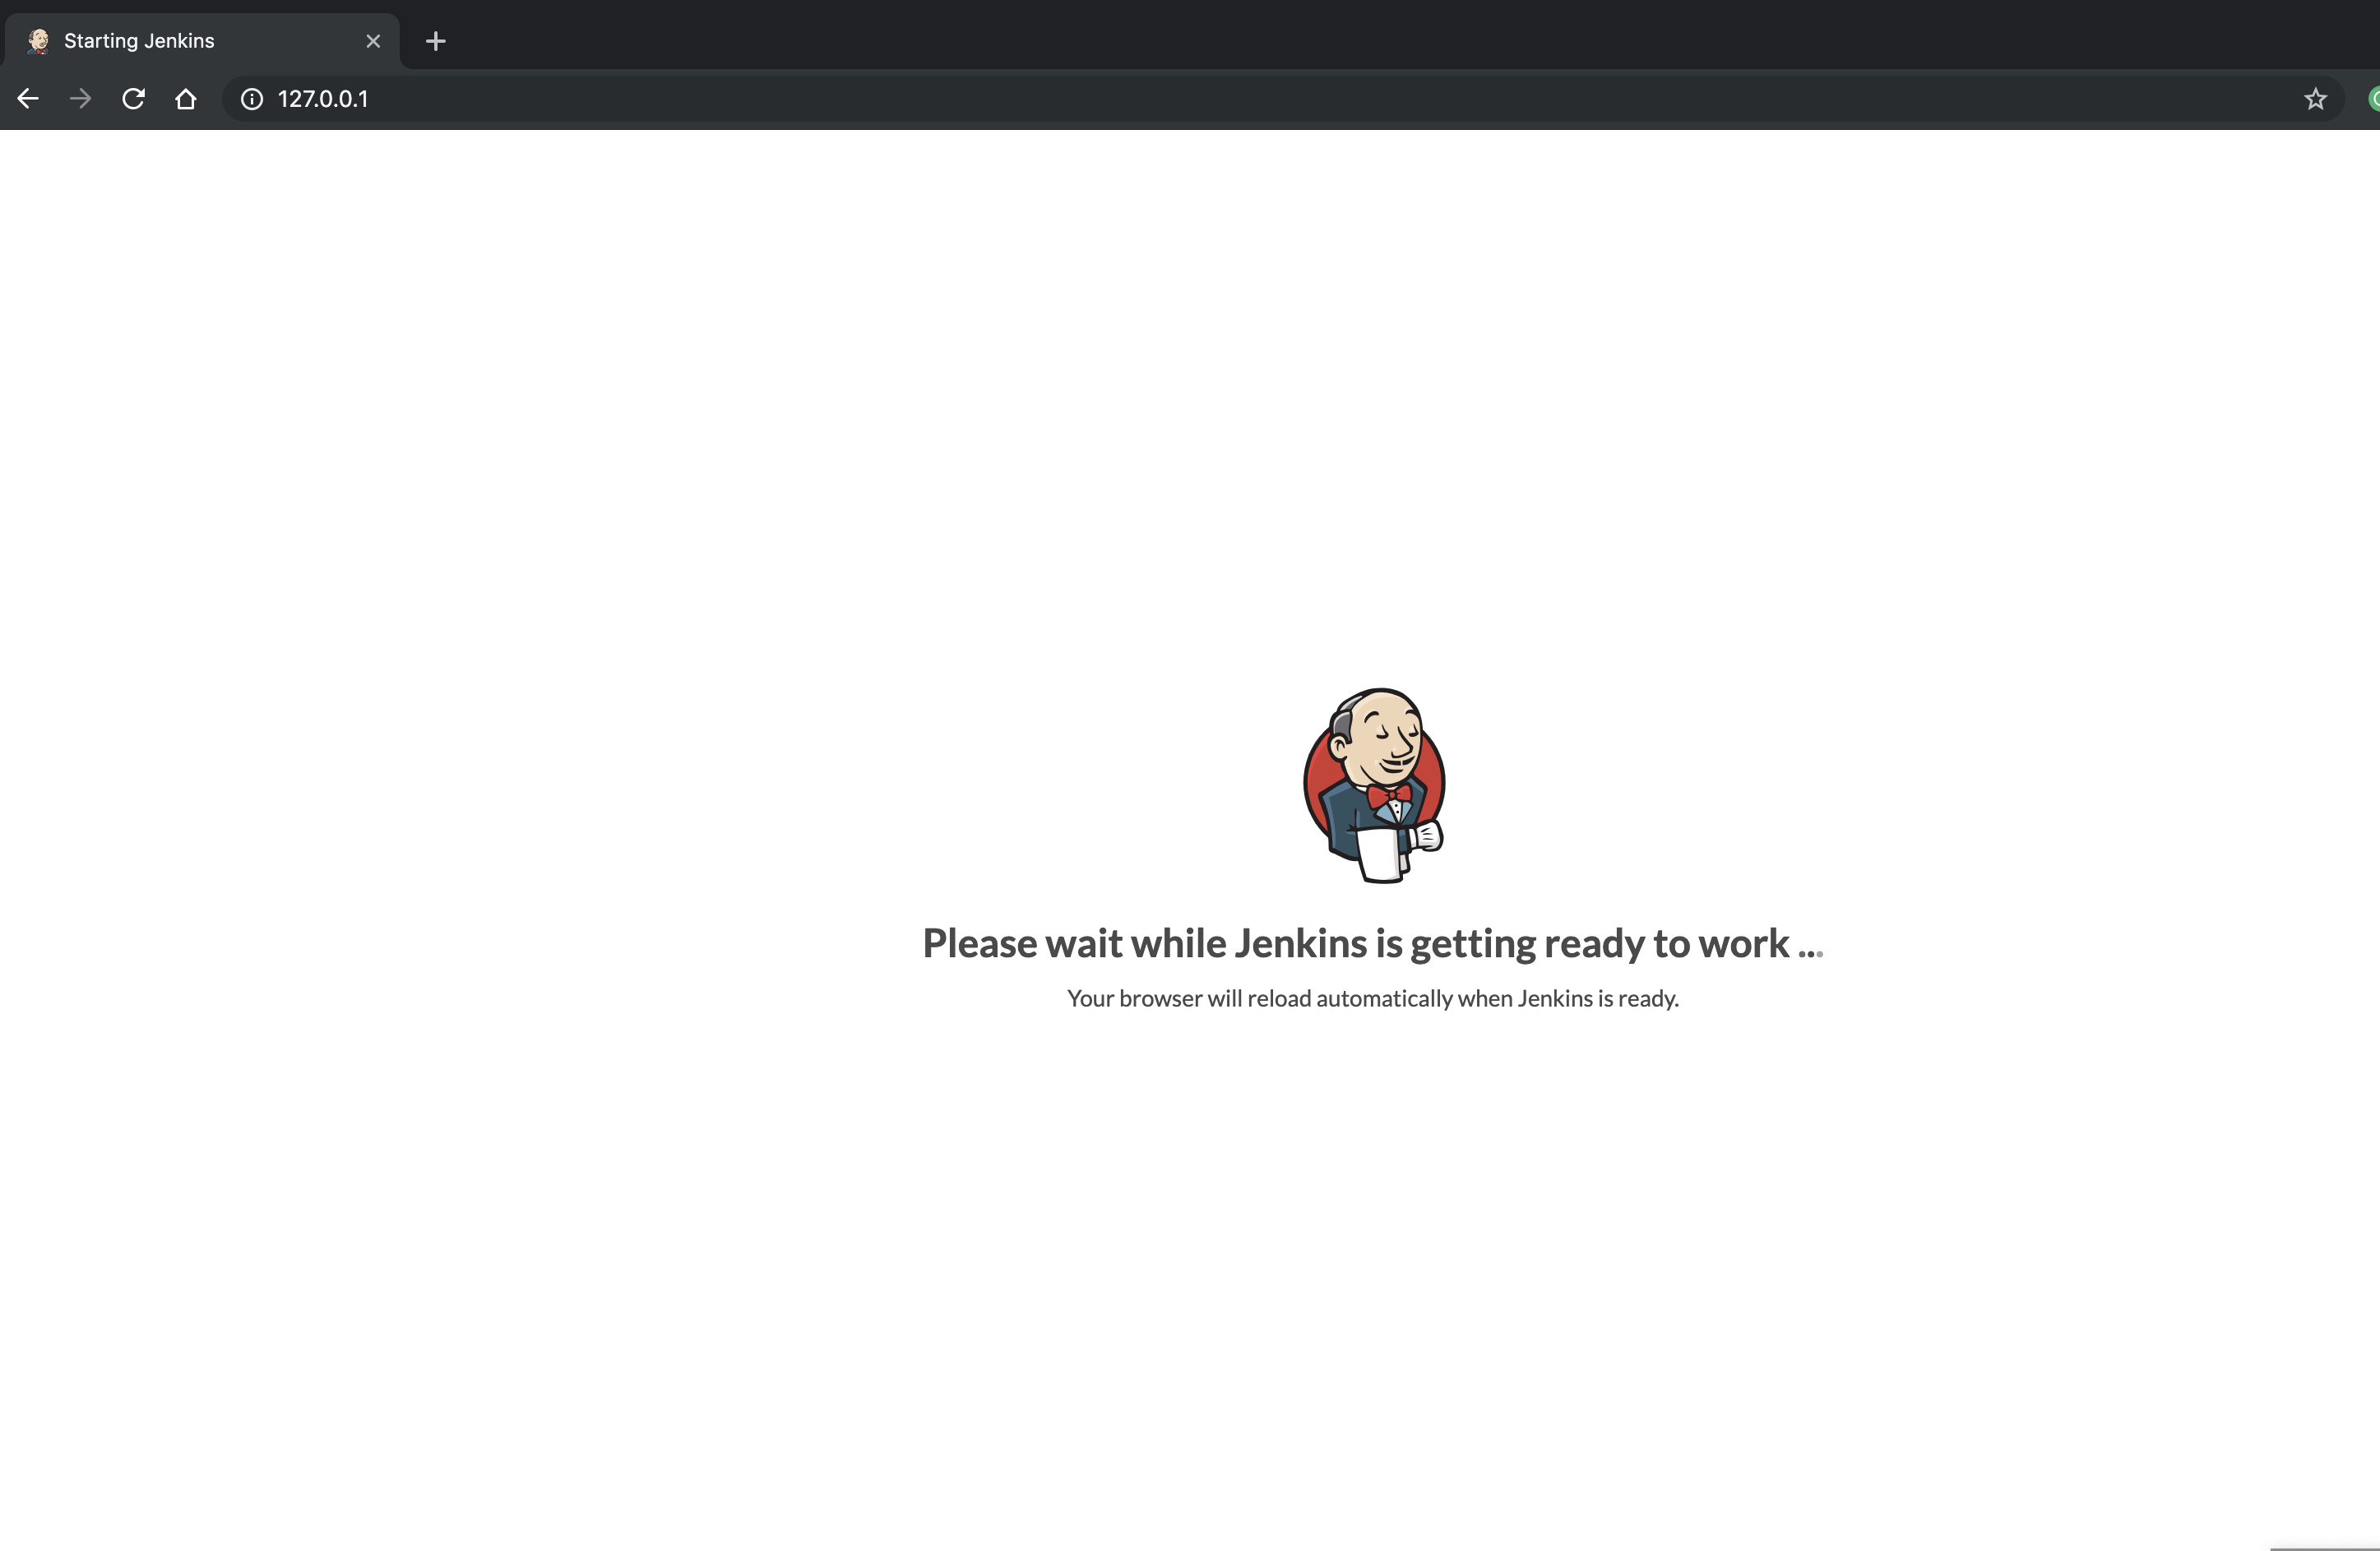 Starting Jenkins
127.0.0.1
Please wait while Jenkins is getting ready to work ...
Your browser will reload automatically when Jenkins is ready.